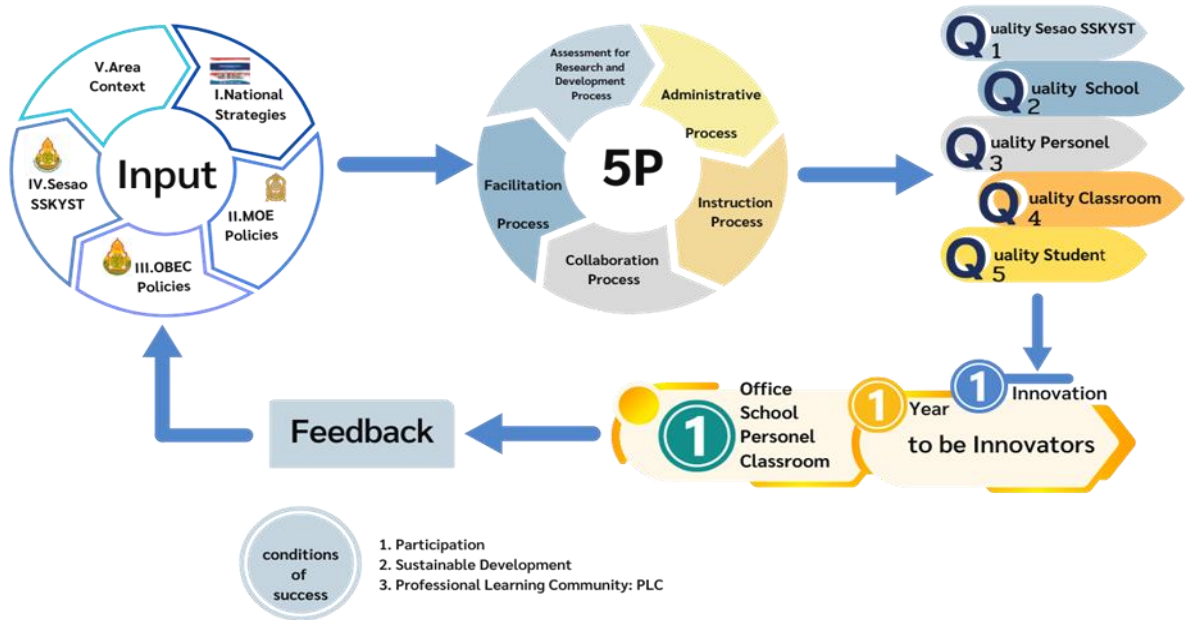 V.Area
Context
I.National
Strategies
IV.Sesao
SSKYST
Input
II.MOE
Policies
III.OBEC
Policies
Assessment for
Research and
Development
Process
Administrative
Process
Facilitation
Process
5P
Instruction
Process
Collaboration
Process
Quality Sesao SSKYST
1
Quality School
2
Quality Personel
3
Quality Classroom
4
Quality Student
5
1
Office
School
Personel
Classroom
1 Year
1 Innovation
to be Innovators
Feedback
conditions
of
success
1. Participation
2. Sustainable Development
3. Professional Learning Community: PLC